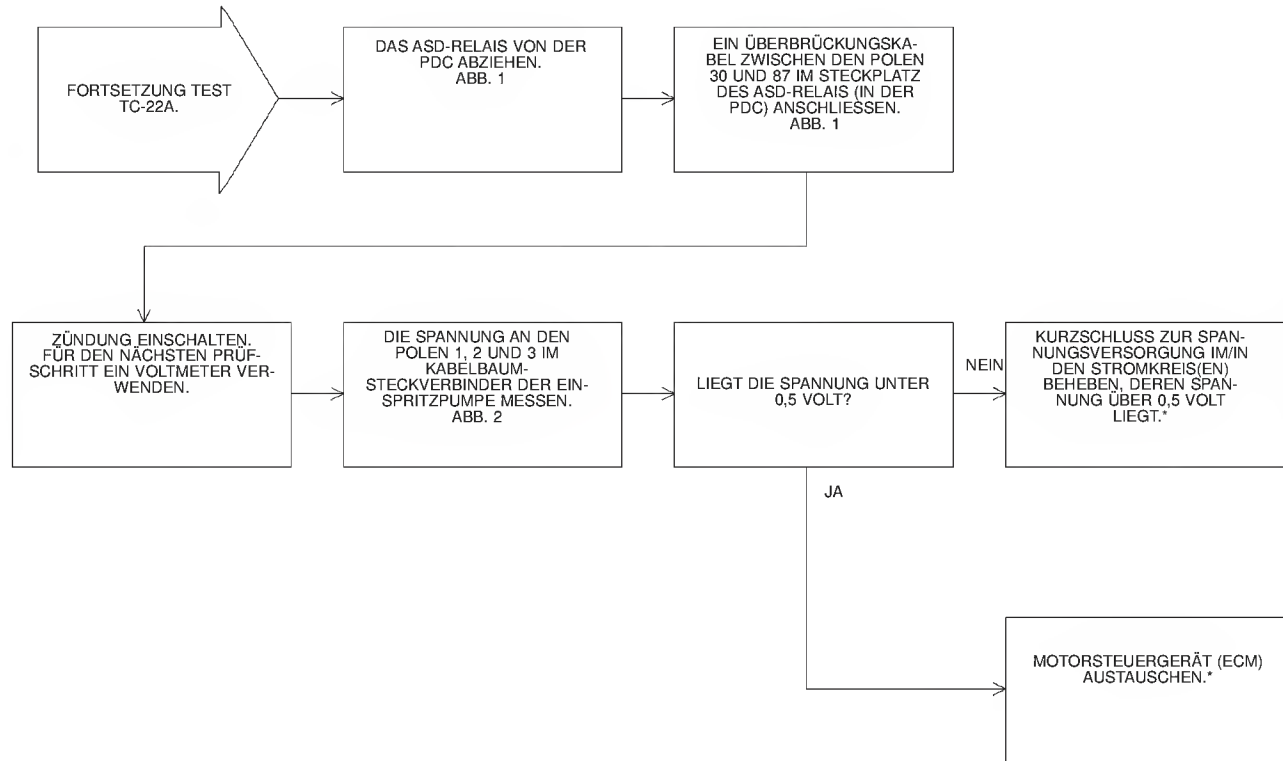 FORTSETZUNG TEST
TC-22A.
DAS ASD-RELAIS VON DER
PDC ABZIEHEN.
ABB. 1
EIN ÜBERBRÜCKUNGSKA-
BEL ZWISCHEN DEN POLEN
30 UND 87 IM STECKPLATZ
DES ASD-RELAIS (IN DER
PDC) ANSCHLIESSEN.
ABB. 1
ZÜNDUNG EINSCHALTEN.
FÜR DEN NÄCHSTEN PRÜF-
SCHRITT EIN VOLTMETER VER-
WENDEN.
DIE SPANNUNG AN DEN
POLEN 1, 2 UND 3 IM
KABELBAUM-
STECKVERBINDER DER EIN-
SPRITZPUMPE MESSEN.
ABB. 2
LIEGT DIE SPANNUNG UNTER
0,5 VOLT?
NEIN
KURZSCHLUSS ZUR SPAN-
NUNGSVERSORGUNG IM/IN
DEN STROMKREIS(EN)
BEHEBEN, DEREN SPAN-
NUNG ÜBER 0,5 VOLT
LIEGT.*
JA
MOTORSTEUERGERÄT (ECM)
AUSTAUSCHEN.*